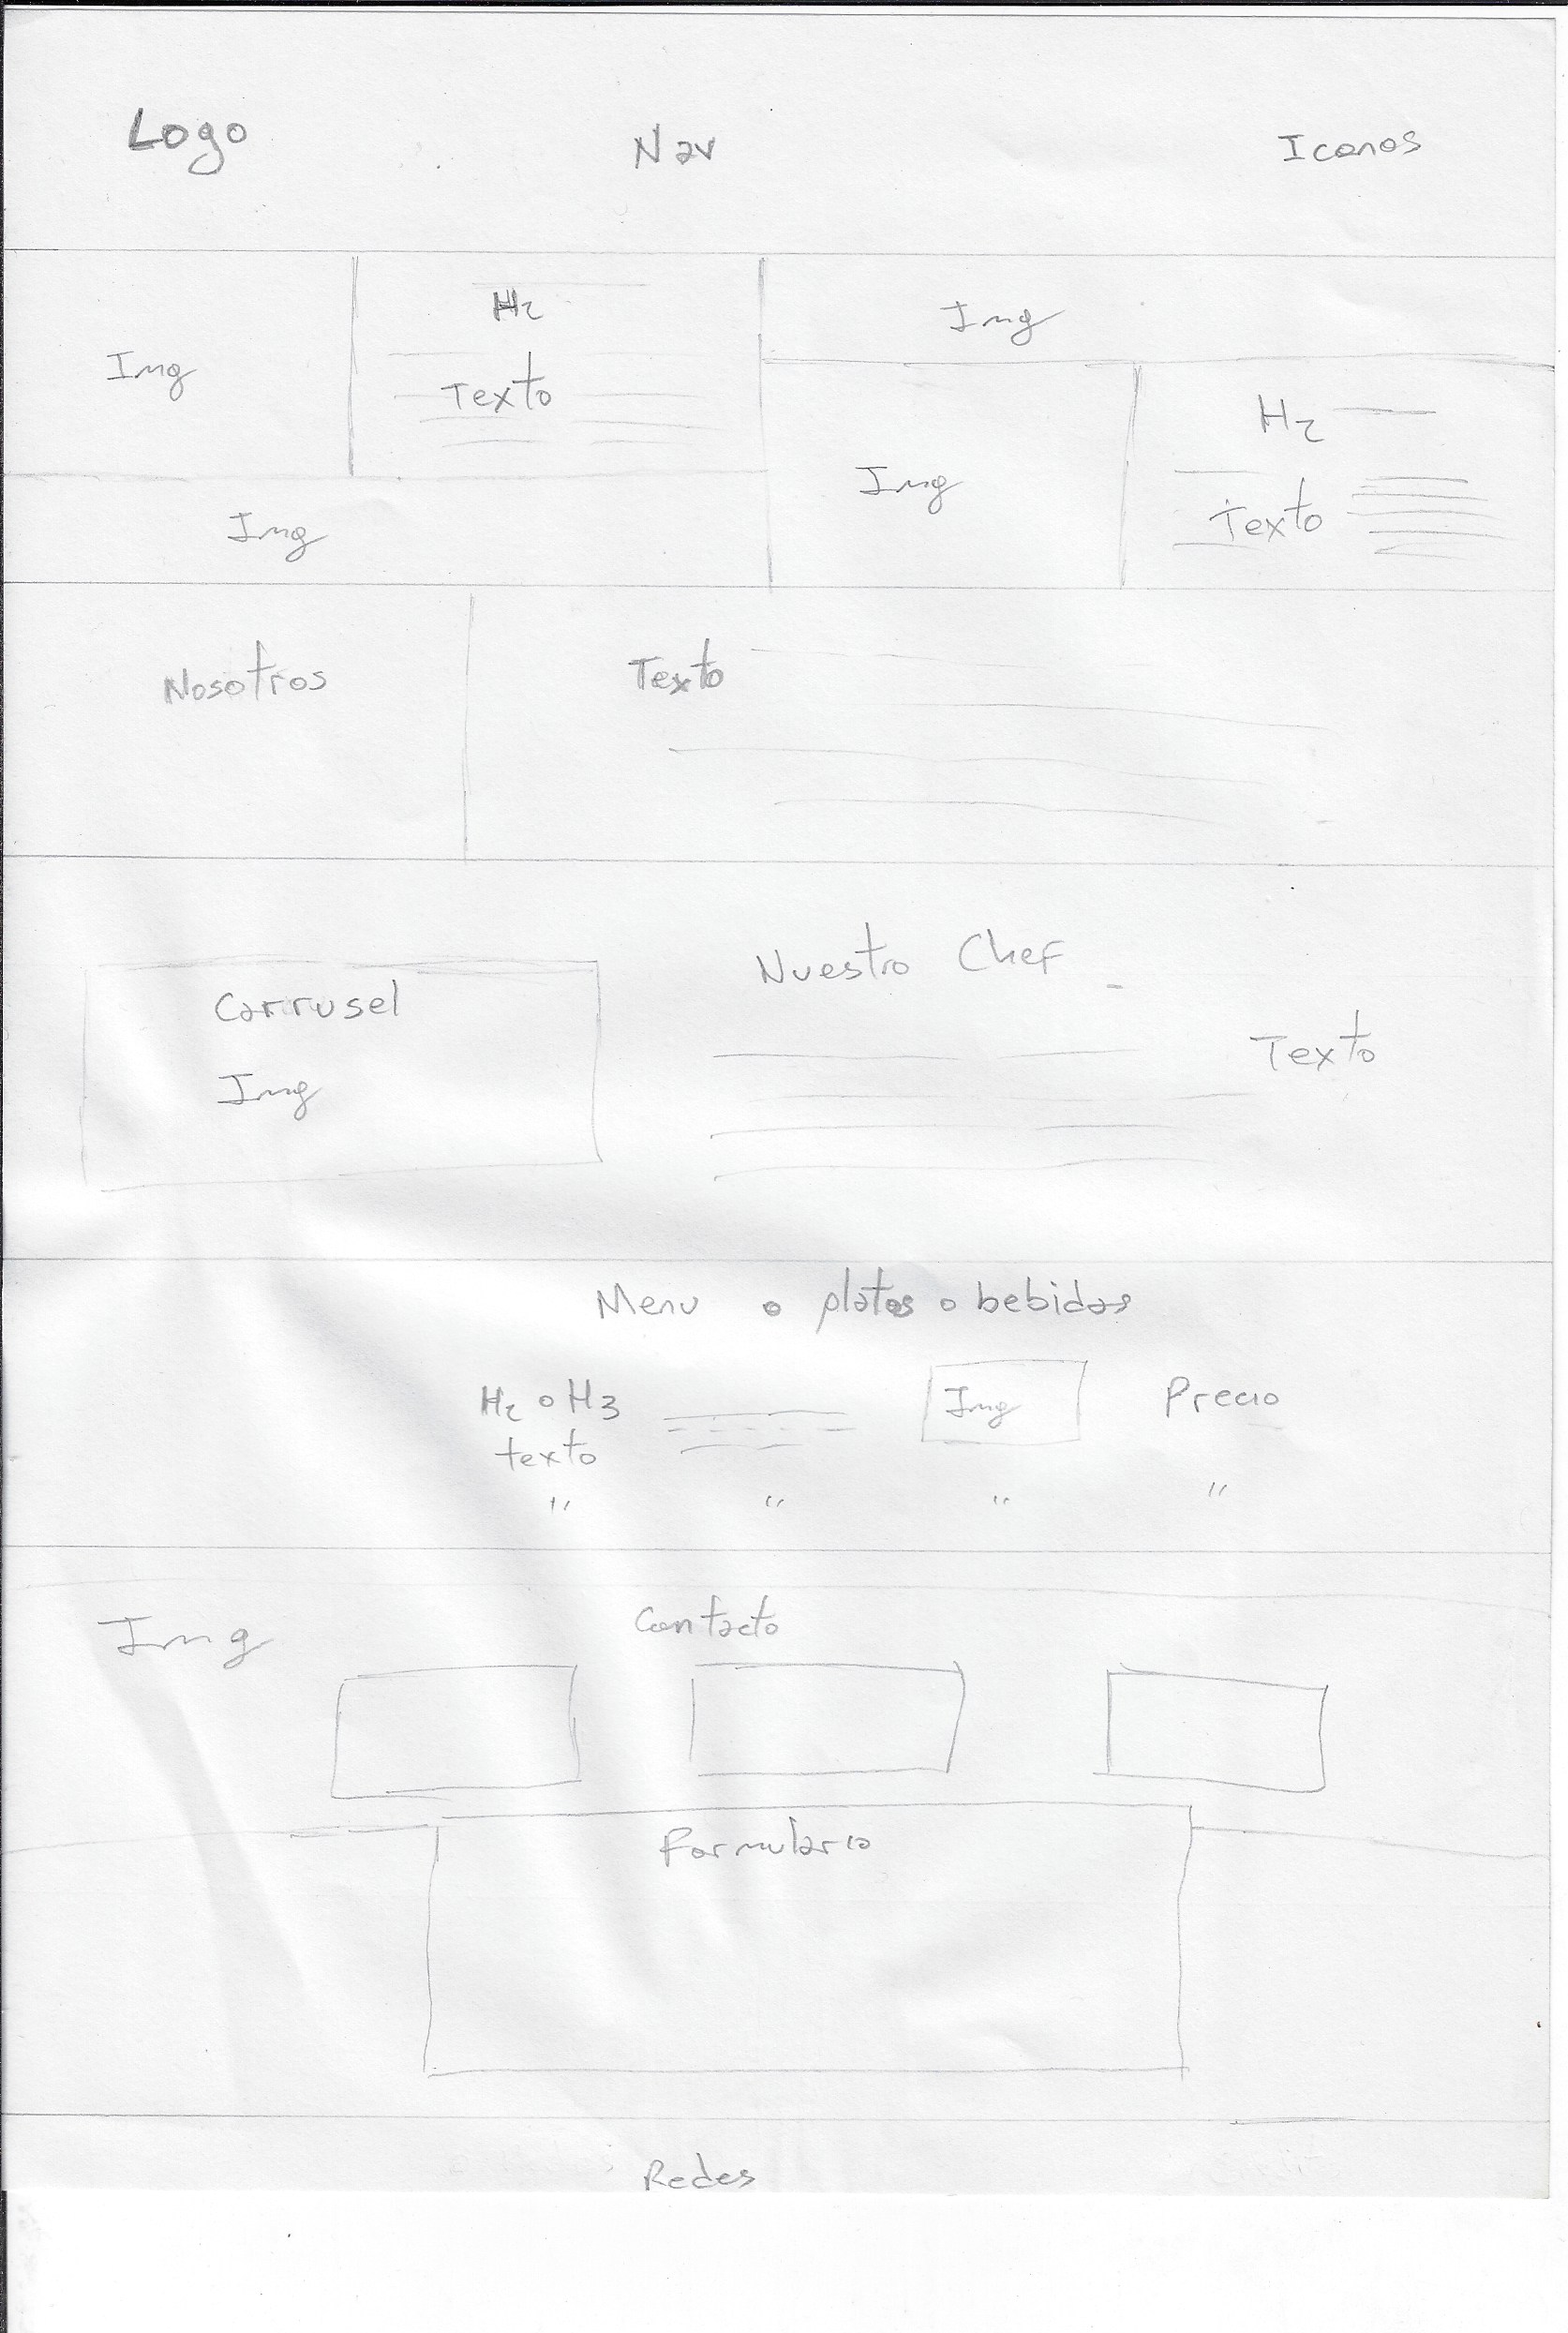 Logo Nav Iconos
Img
H2
Texto
Img
Img
Img
H2
Texto
Nosotros
Texto
Carrusel
Img
Nuestro Chef
Texto
Menu o platos o bebidas
H2 o H3 Img Precio
texto
" " " "
Img
Contacto
Formulario
Redes